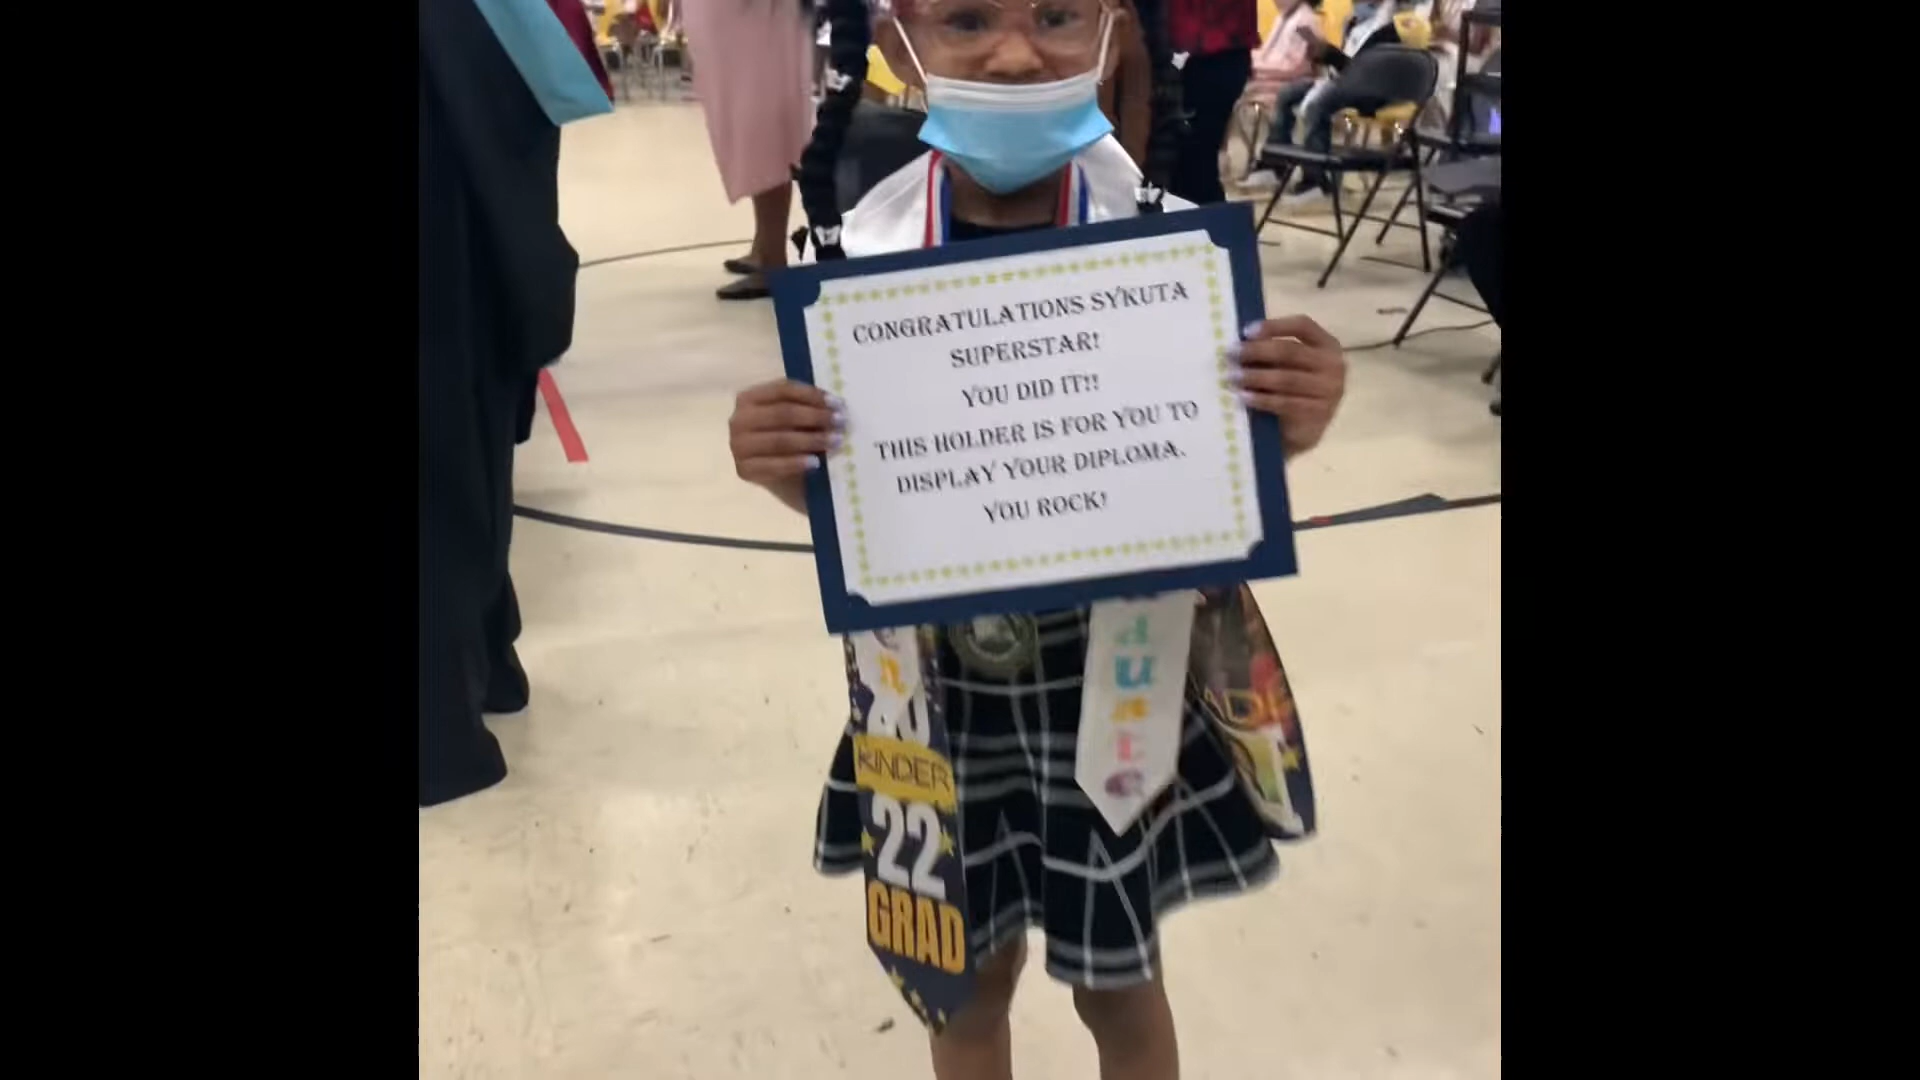 CONGRATULATIONS SYKUTA
SUPERSTAR!
YOU DID IT!!
THIS HOLDER IS FOR YOU TO
DISPLAY YOUR DIPLOMA.
YOU ROCK!
KINDER
22
GRAD
duate